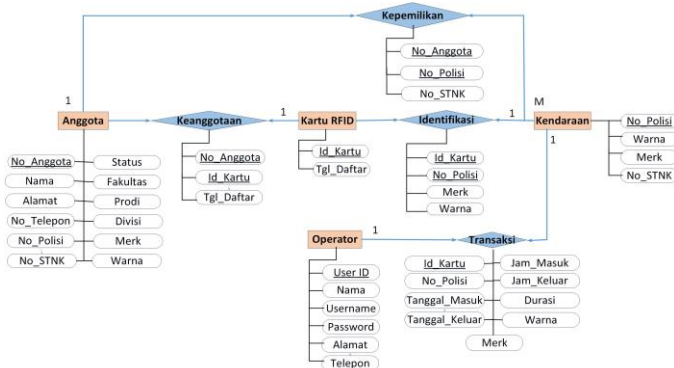 Kepemilikan
No_Anggota
No_Polisi
No_STNK
1
M
Anggota
Keanggotaan
1
Kartu RFID
Identifikasi
1
Kendaraan
1
No_Polisi
Warna
Merk
No_STNK
No_Anggota
Status
Nama
Fakultas
Alamat
Prodi
No_Telepon
Divisi
No_Polisi
Merk
No_STNK
Warna
No_Anggota
Id_Kartu
Tgl_Daftar
Id_Kartu
Tgl_Daftar
Id_Kartu
No_Polisi
Merk
Warna
Operator
1
Transaksi
User ID
Nama
Username
Password
Alamat
Telepon
Id_Kartu
Jam_Masuk
No_Polisi
Jam_Keluar
Tanggal_Masuk
Durasi
Tanggal_Keluar
Warna
Merk